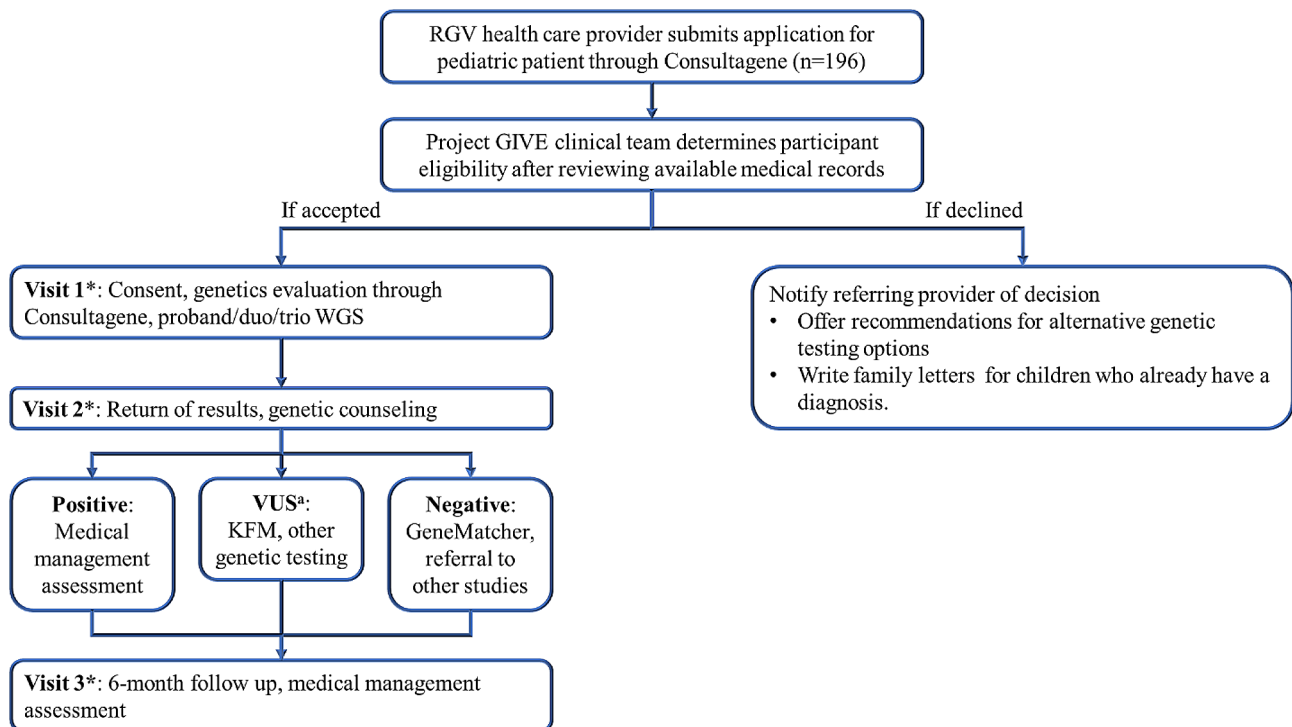 RGV health care provider submits application for
pediatric patient through Consultagene (n=196)
Project GIVE clinical team determines participant
eligibility after reviewing available medical records
If accepted
If declined
Visit 1*: Consent, genetics evaluation through
Consultagene, proband/duo/trio WGS
Notify referring provider of decision
• Offer recommendations for alternative genetic
testing options
• Write family letters for children who already have a
diagnosis.
Visit 2*: Return of results, genetic counseling
Positive:
Medical
management
assessment
VUSᵃ:
KFM, other
genetic testing
Negative:
GeneMatcher,
referral to
other studies
Visit 3*: 6-month follow up, medical management
assessment